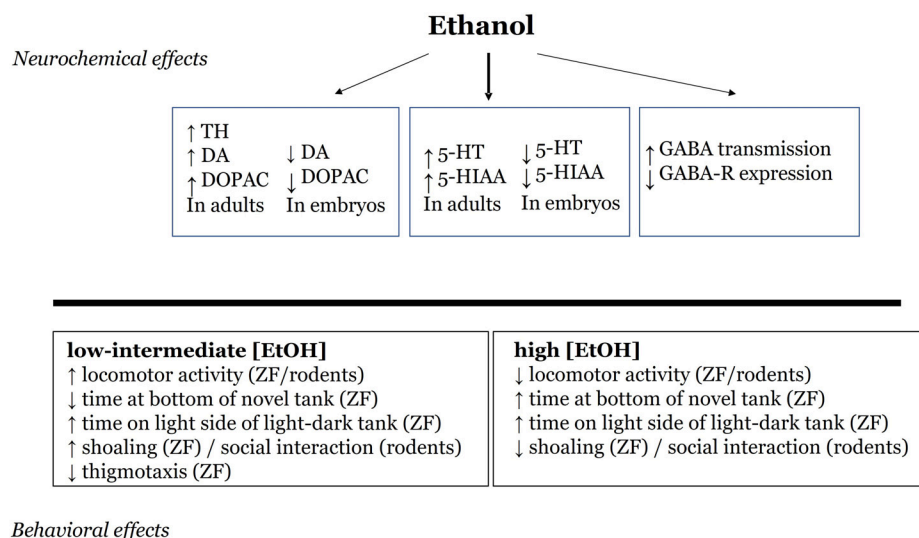 Ethanol
Neurochemical effects
↑ TH
↑ DA
↑ DOPAC
In adults
↓ DA
↓ DOPAC
In embryos
↑ 5-HT
↑ 5-HIAA
In adults
↓ 5-HT
↓ 5-HIAA
In embryos
↑ GABA transmission
↓ GABA-R expression
low-intermediate [EtOH]
↑ locomotor activity (ZF/rodents)
↓ time at bottom of novel tank (ZF)
↑ time on light side of light-dark tank (ZF)
↑ shoaling (ZF) / social interaction (rodents)
↓ thigmotaxis (ZF)
high [EtOH]
↓ locomotor activity (ZF/rodents)
↑ time at bottom of novel tank (ZF)
↑ time on light side of light-dark tank (ZF)
↓ shoaling (ZF) / social interaction (rodents)
Behavioral effects